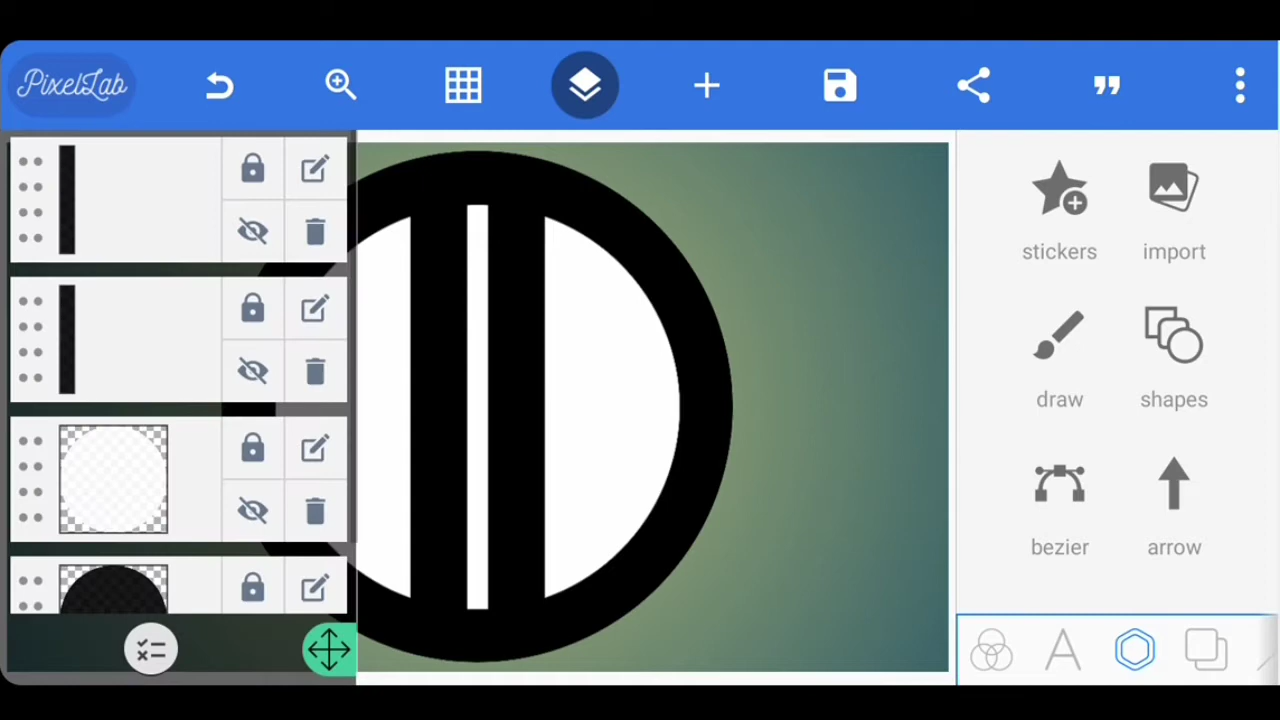 PixelLab
stickers
import
draw
shapes
bezier
arrow